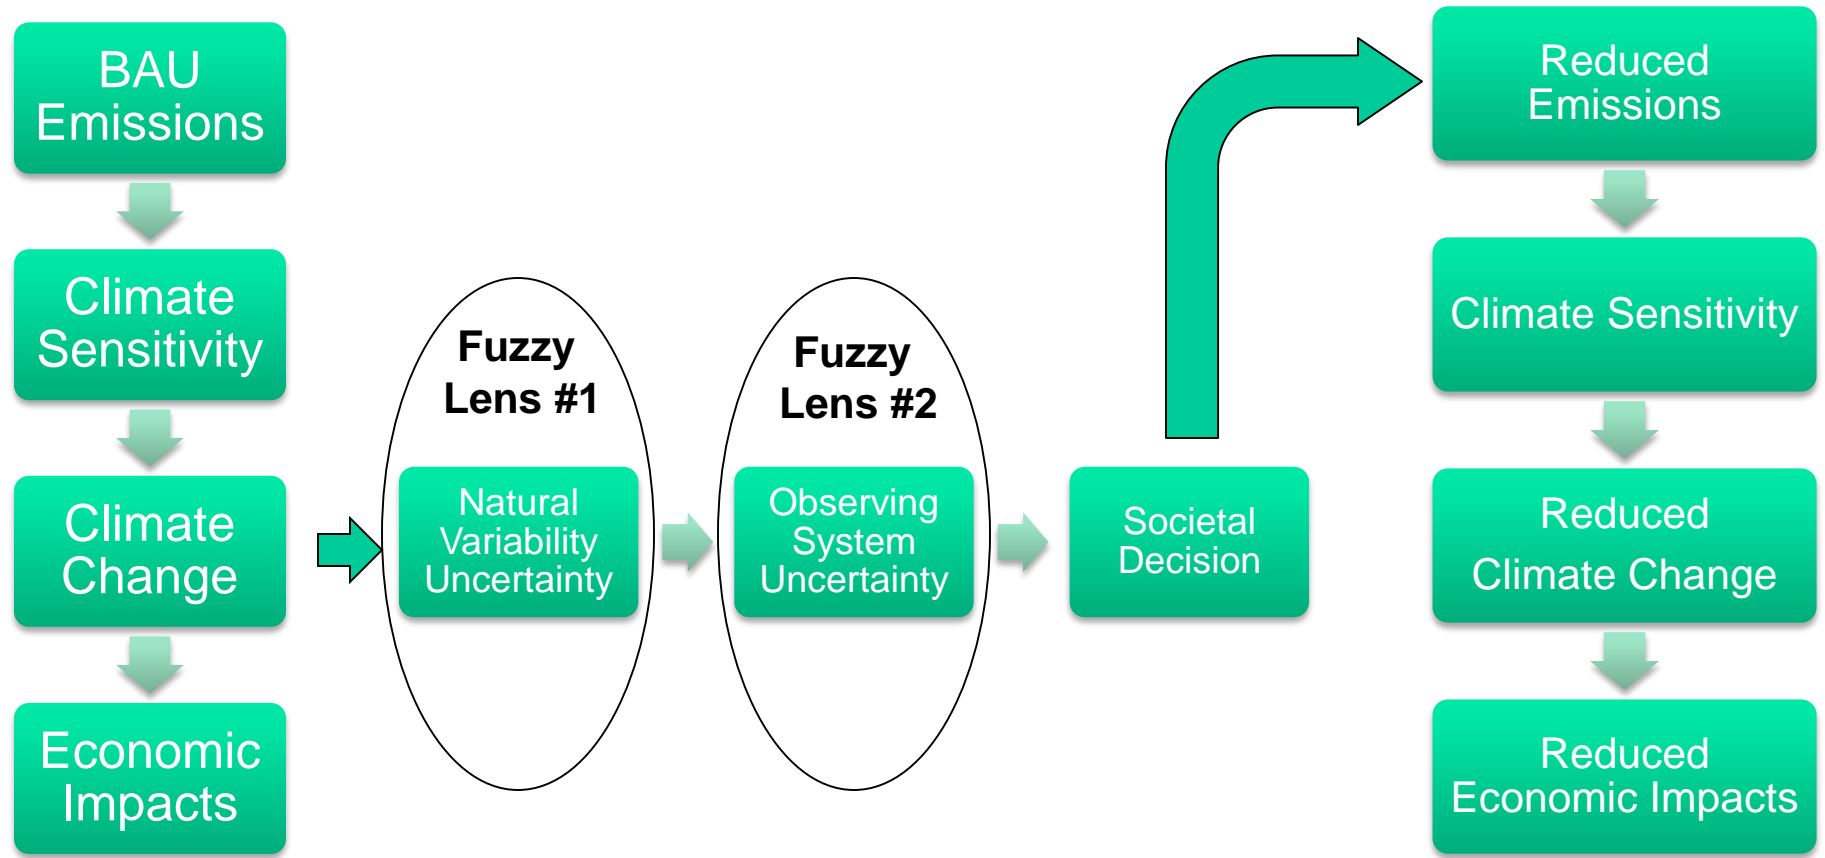 BAU
Emissions
Climate
Sensitivity
Climate
Change
Economic
Impacts
Fuzzy
Lens #1
Natural
Variability
Uncertainty
Fuzzy
Lens #2
Observing
System
Uncertainty
Societal
Decision
Reduced
Emissions
Climate Sensitivity
Reduced
Climate Change
Reduced
Economic Impacts